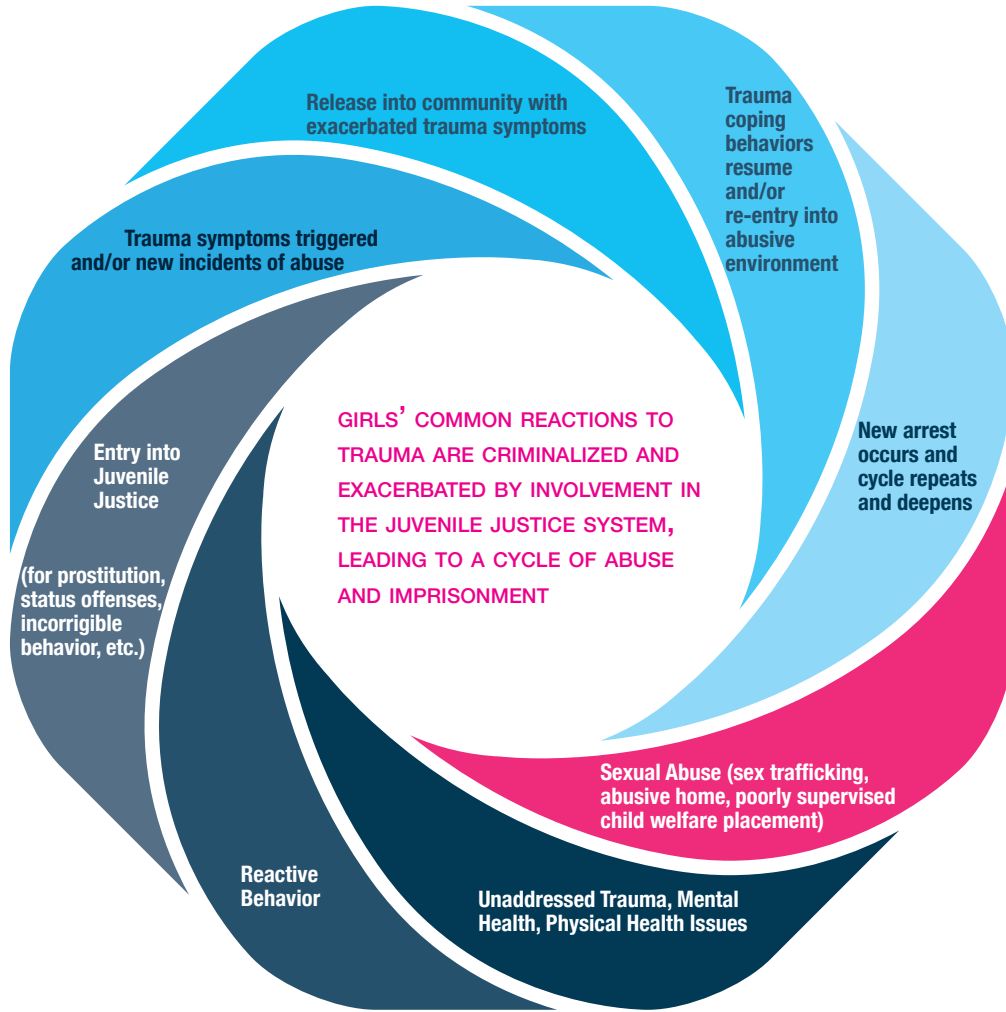 Release into community with
exacerbated trauma symptoms
Trauma
coping
behaviors
resume
and/or
re-entry into
abusive
environment
New arrest
occurs and
cycle repeats
and deepens
Sexual Abuse (sex trafficking,
abusive home, poorly supervised
child welfare placement)
Unaddressed Trauma, Mental
Health, Physical Health Issues
Reactive
Behavior
Entry into
Juvenile
Justice
(for prostitution,
status offenses,
incorrigible
behavior, etc.)
Trauma symptoms triggered
and/or new incidents of abuse
GIRLS’ COMMON REACTIONS TO
TRAUMA ARE CRIMINALIZED AND
EXACERBATED BY INVOLVEMENT IN
THE JUVENILE JUSTICE SYSTEM,
LEADING TO A CYCLE OF ABUSE
AND IMPRISONMENT